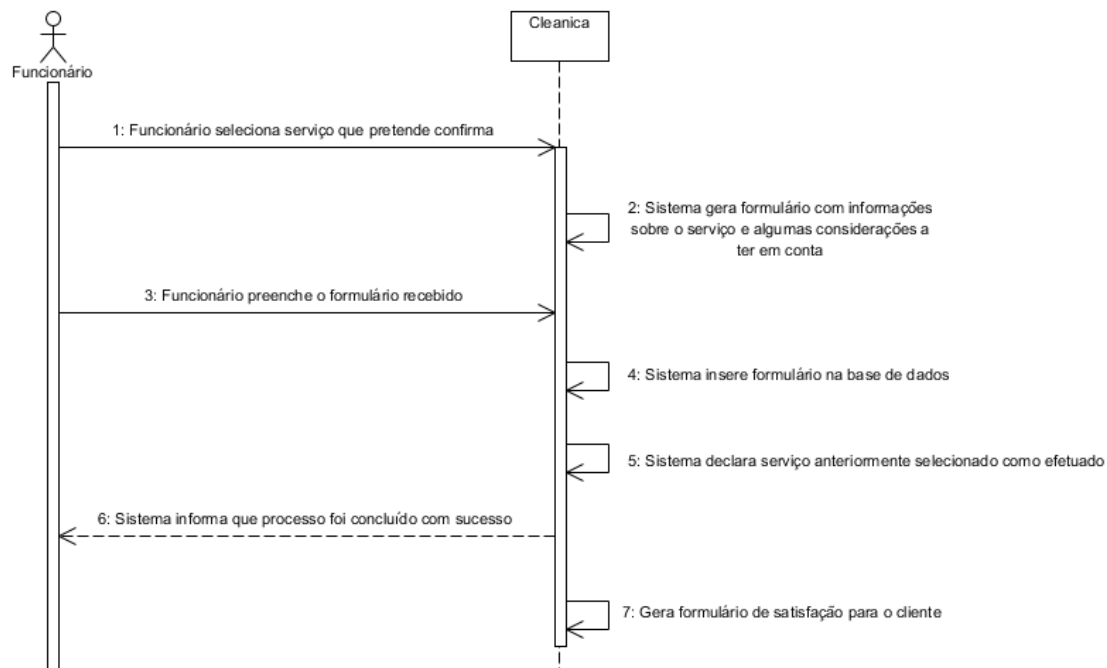 Cleanica
Funcionário
1: Funcionário seleciona serviço que pretende confirma
2: Sistema gera formulário com informações
sobre o serviço e algumas considerações a
ter em conta
3: Funcionário preenche o formulário recebido
4: Sistema insere formulário na base de dados
5: Sistema declara serviço anteriormente selecionado como efetuado
6: Sistema informa que processo foi concluído com sucesso
7: Gera formulário de satisfação para o cliente